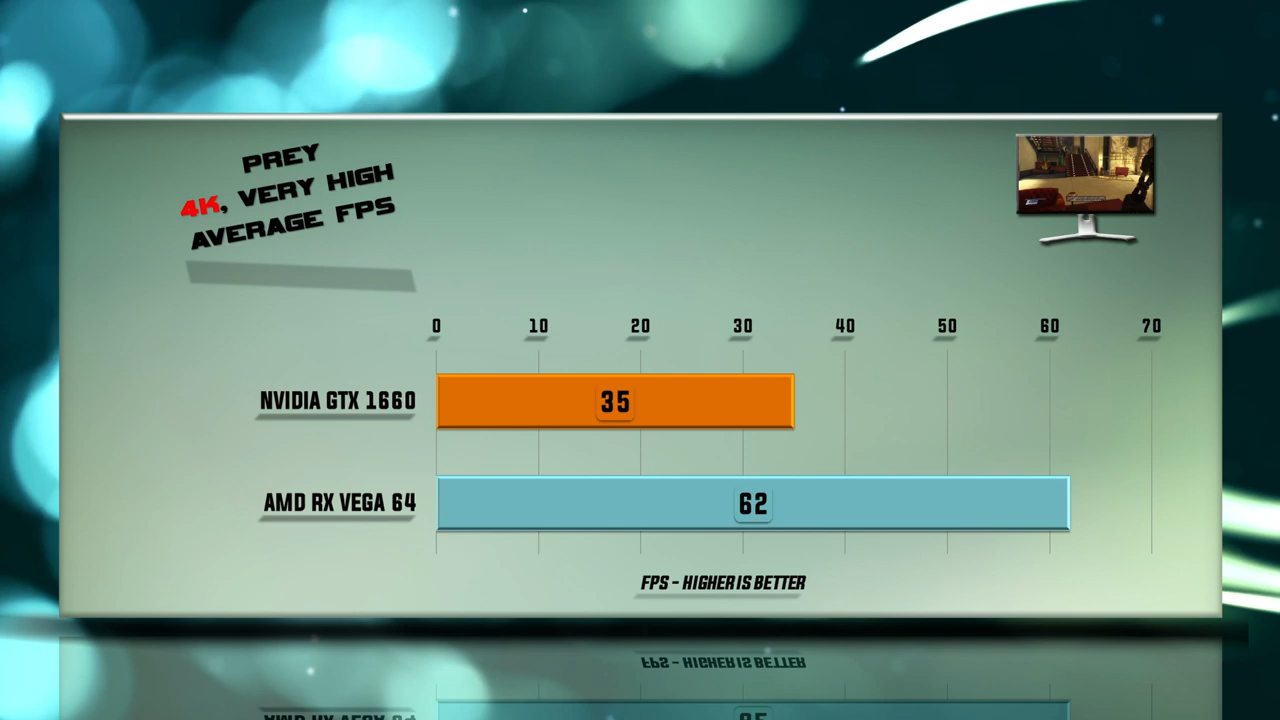 PREY
4K, VERY HIGH
AVERAGE FPS
0 10 20 30 40 50 60 70
NVIDIA GTX 1660
35
AMD RX VEGA 64
62
FPS - HIGHER IS BETTER